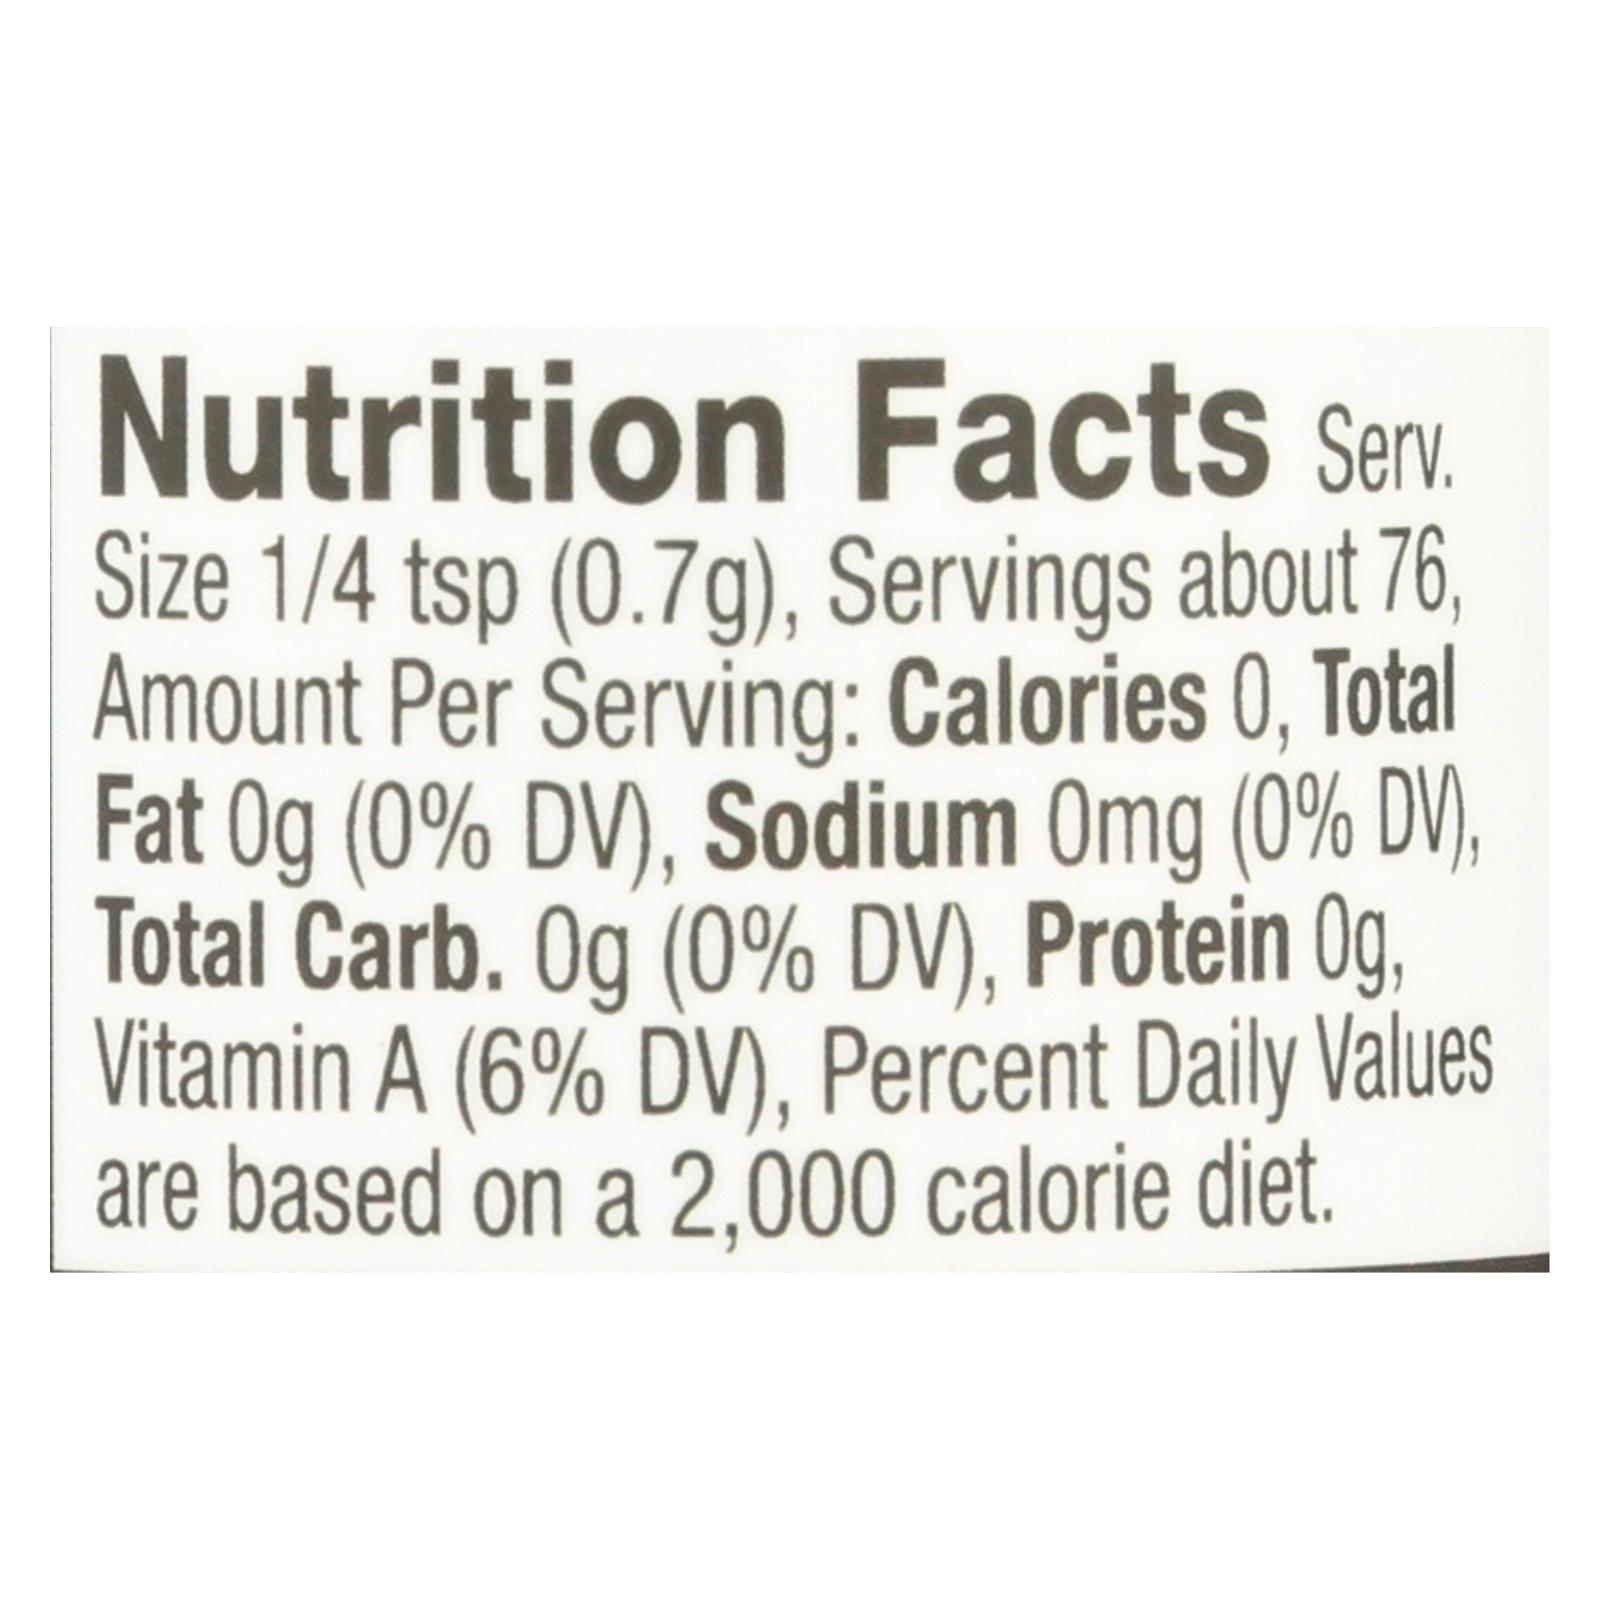 Nutrition Facts Serv.
Size 1/4 tsp (0.7g), Servings about 76,
Amount Per Serving: Calories 0, Total
Fat 0g (0% DV), Sodium 0mg (0% DV),
Total Carb. 0g (0% DV), Protein 0g,
Vitamin A (6% DV), Percent Daily Values
are based on a 2,000 calorie diet.